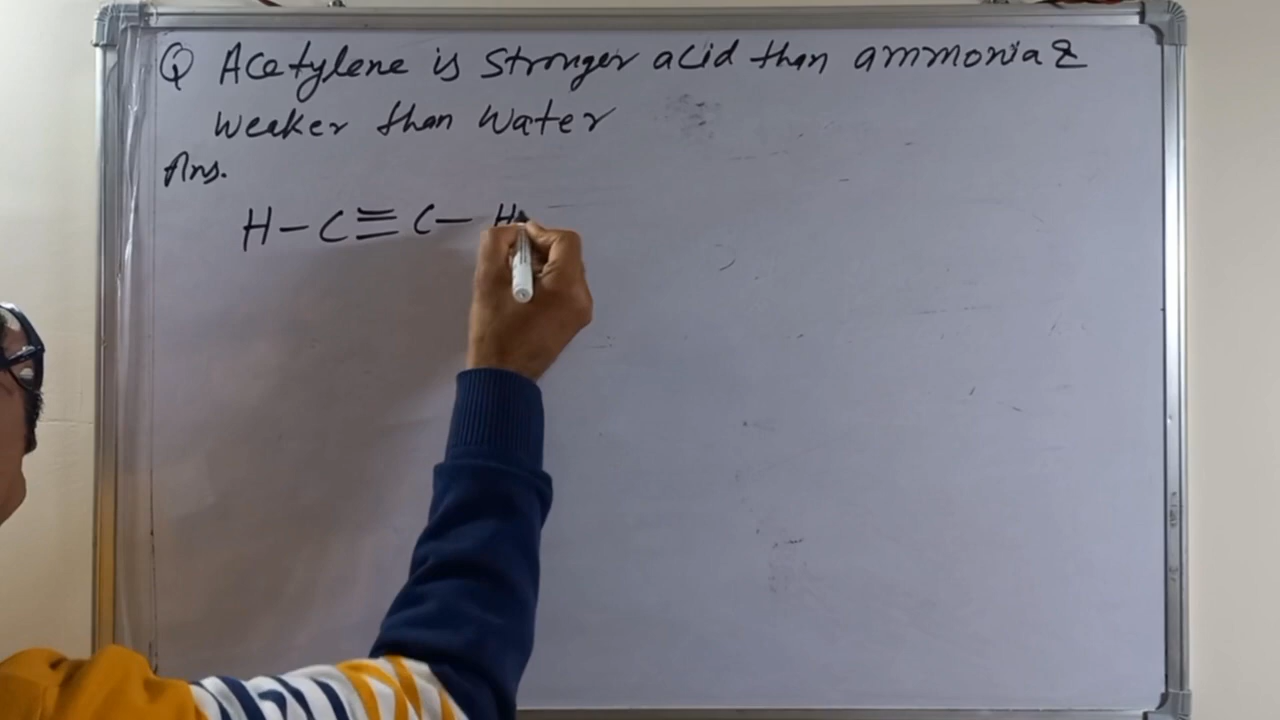 Q Acetylene is Stronger acid than ammonia &
Weaker than Water
Ans.
H-C≡C-H